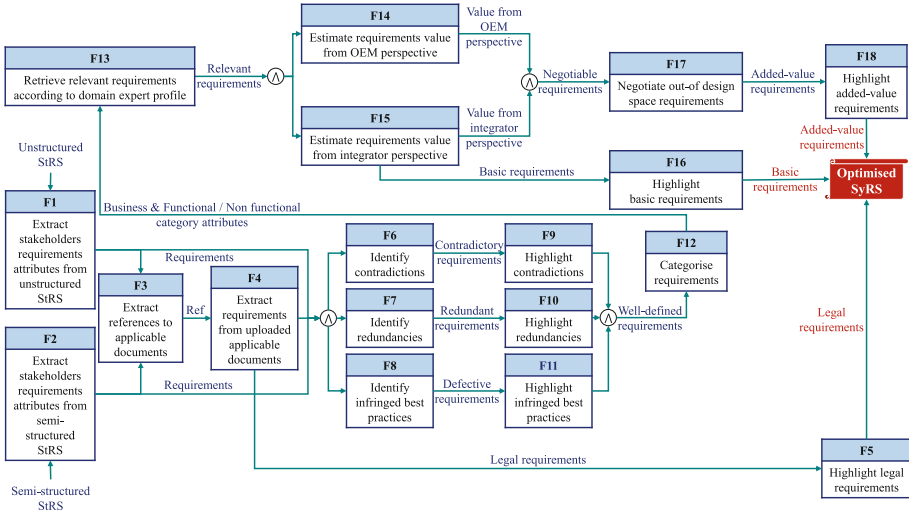 F14
Estimate requirements value
from OEM perspective
Value from
OEM
perspective
F13
Retrieve relevant requirements
according to domain expert profile
Relevant
requirements
Λ
F15
Estimate requirements value
from integrator perspective
Value from
integrator
perspective
Λ
Negotiable
requirements
F17
Negotiate out-of design
space requirements
Added-value
requirements
F18
Highlight
added-value
requirements
Added-value
requirements
Basic requirements
F16
Highlight
basic requirements
Basic
requirements
Optimised
SyRS
Unstructured
StRS
F1
Extract
stakeholders
requirements
attributes from
unstructured
StRS
Business & Functional / Non functional
category attributes
Requirements
F3
Extract
references to
applicable
documents
Ref
F4
Extract
requirements
from uploaded
applicable
documents
F2
Extract
stakeholders
requirements
attributes from
semi-
structured
StRS
Requirements
Semi-structured
StRS
Λ
F6
Identify
contradictions
Contradictory
requirements
F9
Highlight
contradictions
F7
Identify
redundancies
Redundant
requirements
F10
Highlight
redundancies
F8
Identify
infringed best
practices
Defective
requirements
F11
Highlight
infringed best
practices
Λ
Well-defined
requirements
F12
Categorise
requirements
Legal
requirements
Legal requirements
F5
Highlight legal
requirements